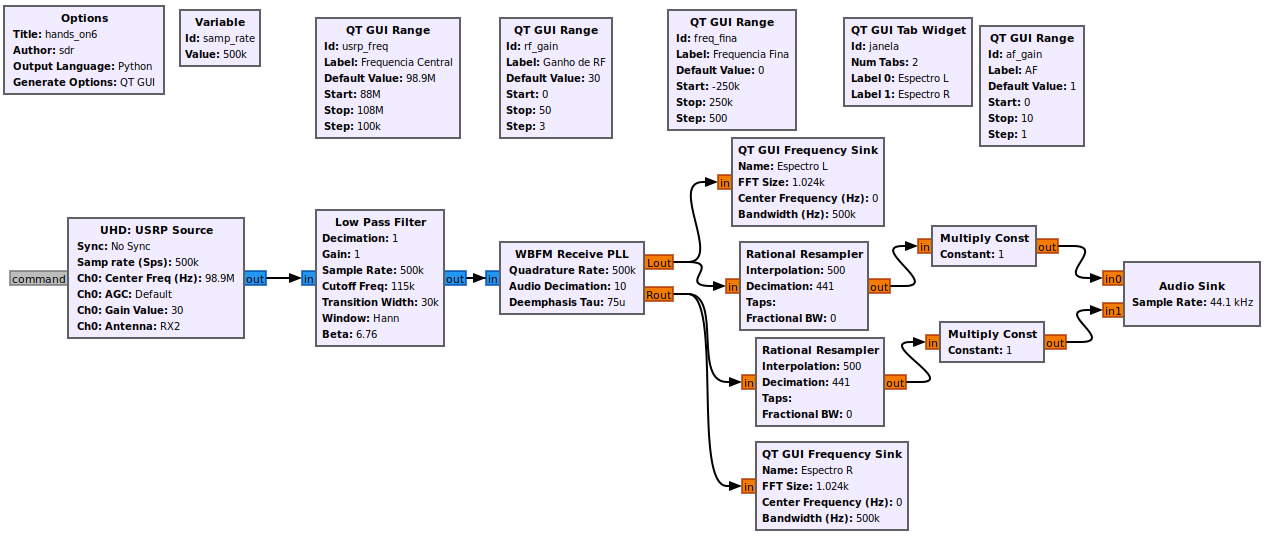 Options
Title: hands_on6
Author: sdr
Output Language: Python
Generate Options: QT GUI
Variable
Id: samp_rate
Value: 500k
QT GUI Range
Id: usrp_freq
Label: Frequencia Central
Default Value: 98.9M
Start: 88M
Stop: 108M
Step: 100k
QT GUI Range
Id: rf_gain
Label: Ganho de RF
Default Value: 30
Start: 0
Stop: 50
Step: 3
QT GUI Range
Id: freq_fina
Label: Frequencia Fina
Default Value: 0
Start: -250k
Stop: 250k
Step: 500
QT GUI Tab Widget
Id: janela
Num Tabs: 2
Label 0: Espectro L
Label 1: Espectro R
QT GUI Range
Id: af_gain
Label: AF
Default Value: 1
Start: 0
Stop: 10
Step: 1
command
UHD: USRP Source
Sync: No Sync
Samp rate (Sps): 500k
Ch0: Center Freq (Hz): 98.9M
Ch0: AGC: Default
Ch0: Gain Value: 30
Ch0: Antenna: RX2
out
in
Low Pass Filter
Decimation: 1
Gain: 1
Sample Rate: 500k
Cutoff Freq: 115k
Transition Width: 30k
Window: Hann
Beta: 6.76
out
in
WBFM Receive PLL
Quadrature Rate: 500k
Audio Decimation: 10
Deemphasis Tau: 75u
Lout
Rout
in
QT GUI Frequency Sink
Name: Espectro L
FFT Size: 1.024k
Center Frequency (Hz): 0
Bandwidth (Hz): 500k
in
Rational Resampler
Interpolation: 500
Decimation: 441
Taps:
Fractional BW: 0
out
in
Multiply Const
Constant: 1
out
in
Rational Resampler
Interpolation: 500
Decimation: 441
Taps:
Fractional BW: 0
out
in
Multiply Const
Constant: 1
out
in0
in1
Audio Sink
Sample Rate: 44.1 kHz
in
QT GUI Frequency Sink
Name: Espectro R
FFT Size: 1.024k
Center Frequency (Hz): 0
Bandwidth (Hz): 500k